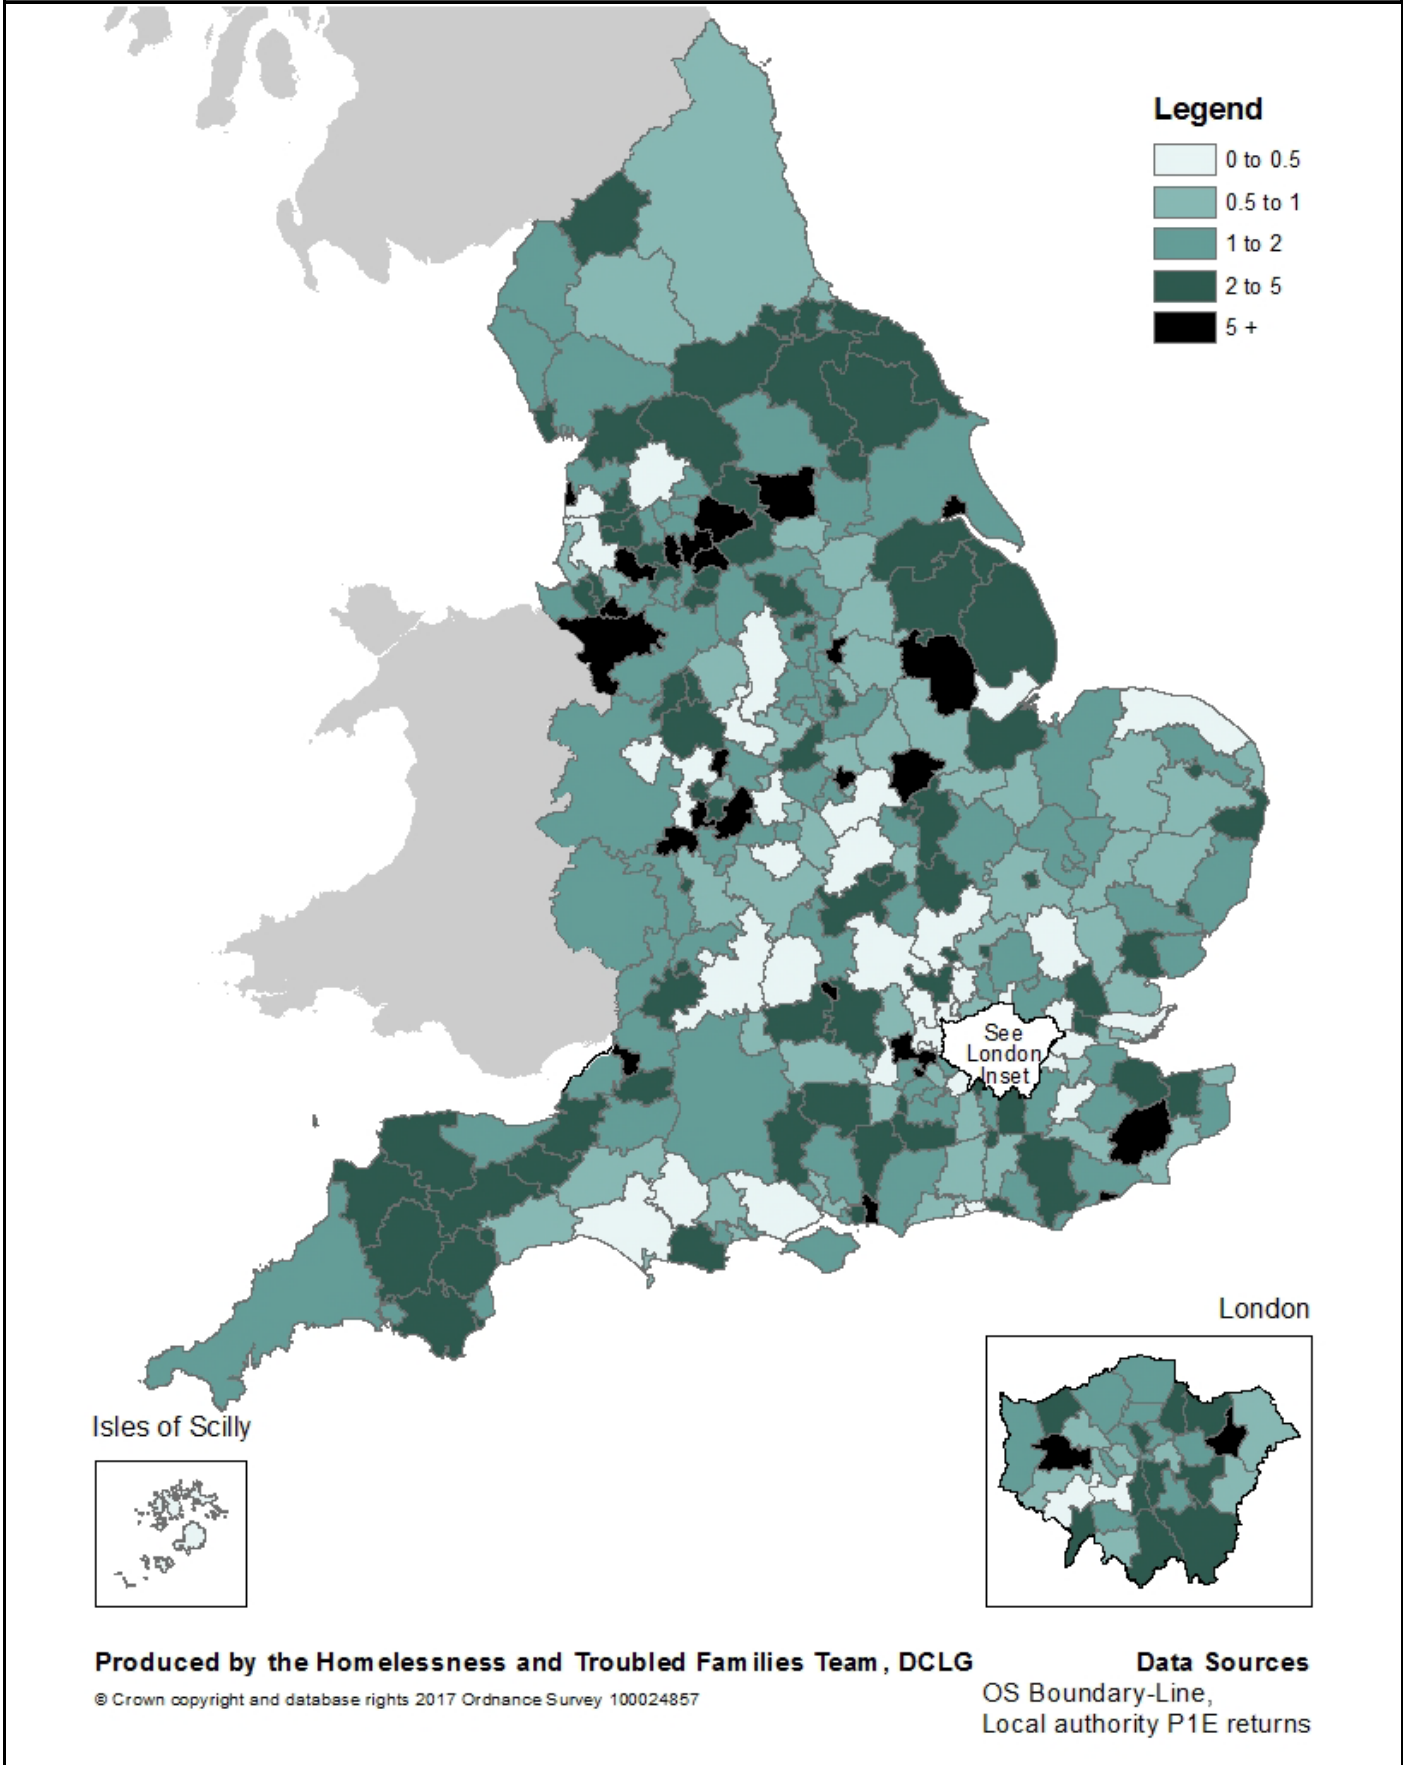 Legend
0 to 0.5
0.5 to 1
1 to 2
2 to 5
5 +
See
London
Inset
London
Isles of Scilly
Produced by the Homelessness and Troubled Families Team, DCLG
© Crown copyright and database rights 2017 Ordnance Survey 100024857
Data Sources
OS Boundary-Line,
Local authority P1E returns